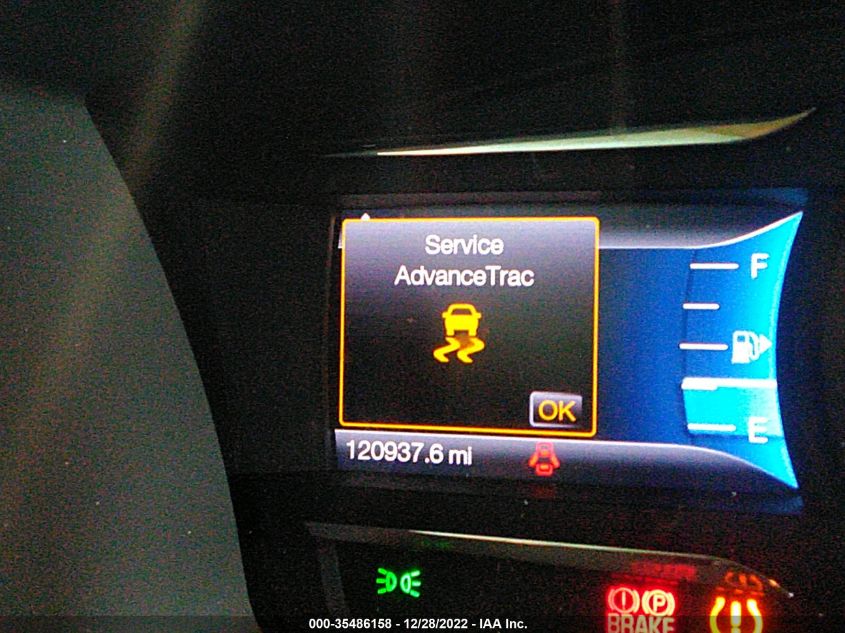 Service
AdvanceTrac
OK
F
E
120937.6 mi
P
BRAKE
000-35486158 - 12/28/2022 - IAA Inc.